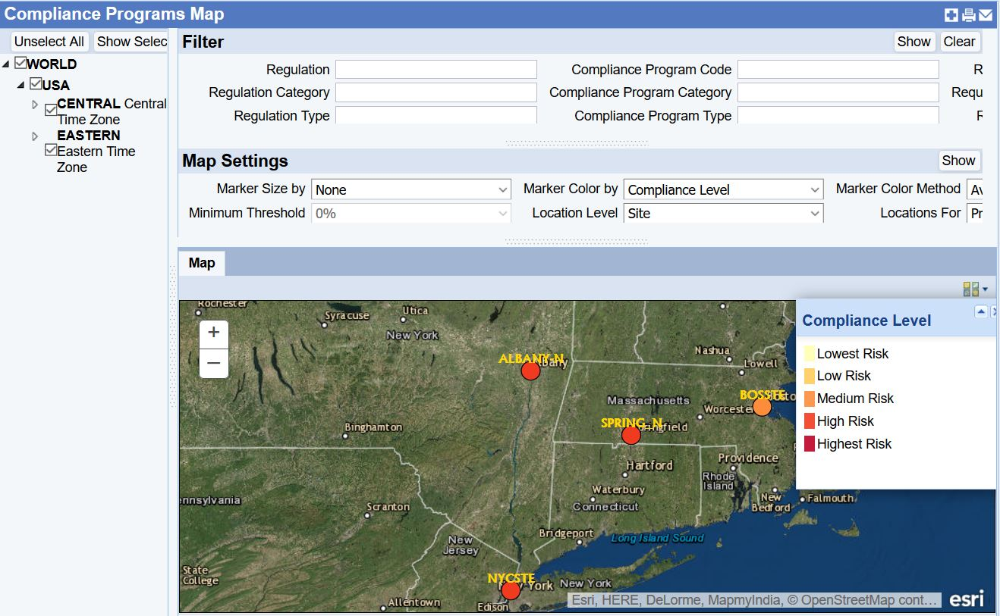 Compliance Programs Map
Unselect All Show Selec
WORLD
USA
CENTRAL Central
Time Zone
EASTERN
Eastern Time
Zone
Filter
Show Clear
Regulation
Compliance Program Code
R
Regulation Category
Compliance Program Category
Requ
Regulation Type
Compliance Program Type
R
Map Settings
Show
Marker Size by None
Marker Color by Compliance Level
Marker Color Method Av
Minimum Threshold 0%
Location Level Site
Locations For Pr
Map
+
−
Rochester
Syracuse
Utica
New York
ALBANY-N
Nashua
Lowell
Massachusetts
BOSSTE
Worcester
SPRING_N
Binghamton
Hartford
Providence
Rhode
Island
Waterbury
Connecticut
ennsylvania
Scranton
New
Bedford
Falmouth
Bridgeport
Long Island Sound
New
Jersey
State
College
NYCSTE
York
New York
Allentown
Edison
Compliance Level
Lowest Risk
Low Risk
Medium Risk
High Risk
Highest Risk
Esri, HERE, DeLorme, MapmyIndia, © OpenStreetMap cont...
esri